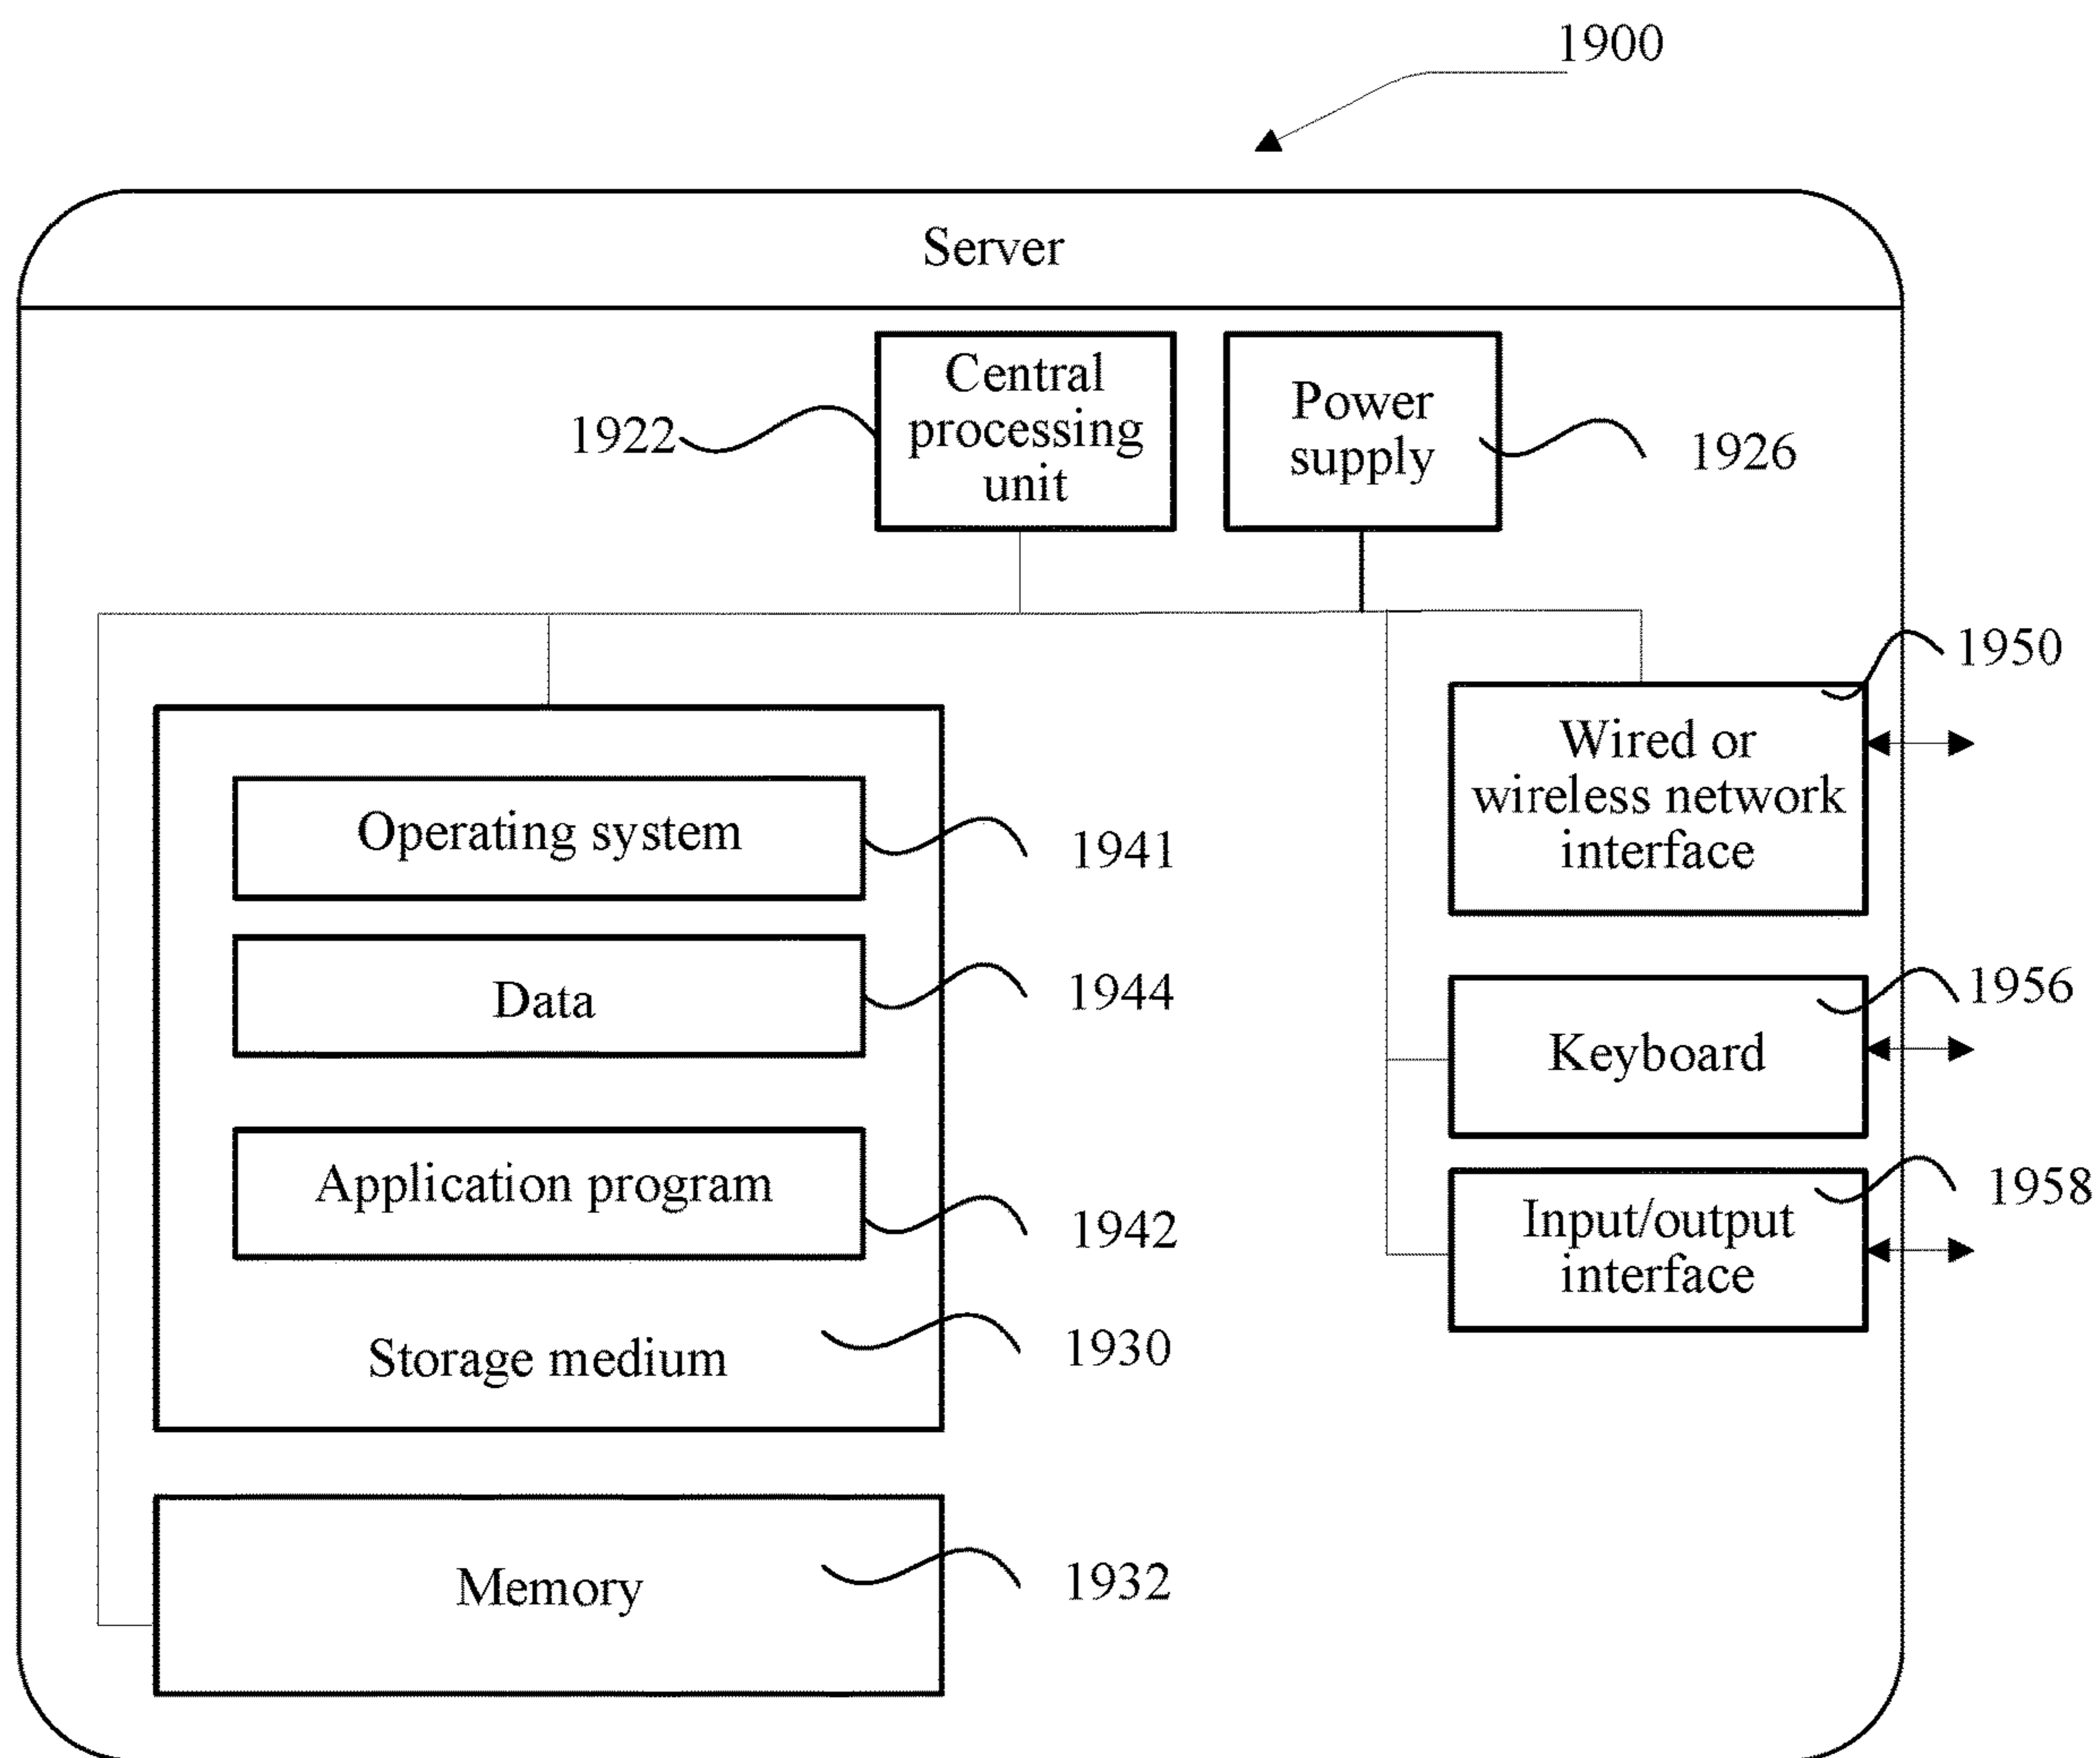 1900
Server
Central
processing
unit
1922
Power
supply
1926
1950
Wired or
wireless network
interface
Operating system
1941
Data
1944
1956
Keyboard
Application program
1942
1958
Input/output
interface
Storage medium
1930
Memory
1932